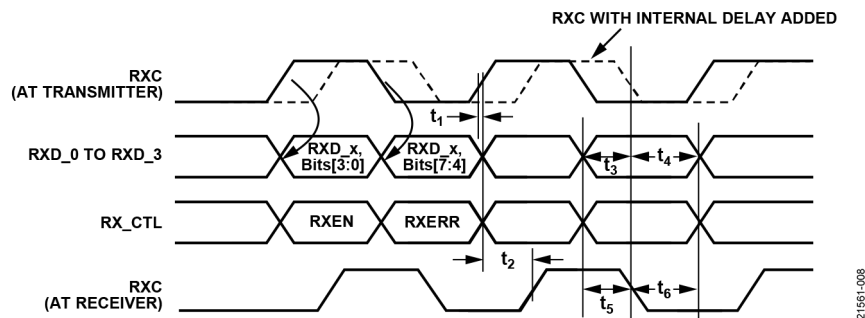 RXC WITH INTERNAL DELAY ADDED
RXC
(AT TRANSMITTER)
t1
RXD_0 TO RXD_3
RXD_x,
Bits[3:0]
RXD_x,
Bits[7:4]
t3
t4
RX_CTL
RXEN
RXERR
t2
RXC
(AT RECEIVER)
t5
t6
21561-008